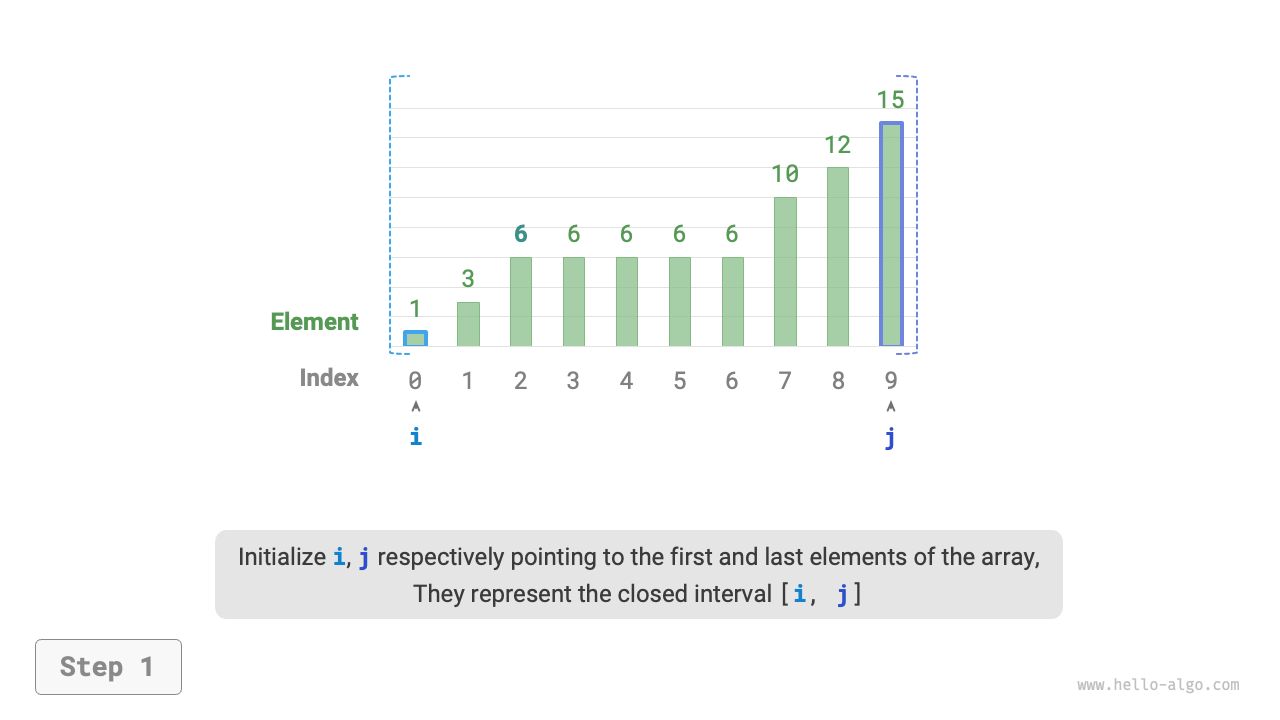 15
12
10
6 6 6 6 6
3
1
Element
Index 0 1 2 3 4 5 6 7 8 9
i j
Initialize i, j respectively pointing to the first and last elements of the array,
They represent the closed interval [i, j]
Step 1
www.hello-algo.com